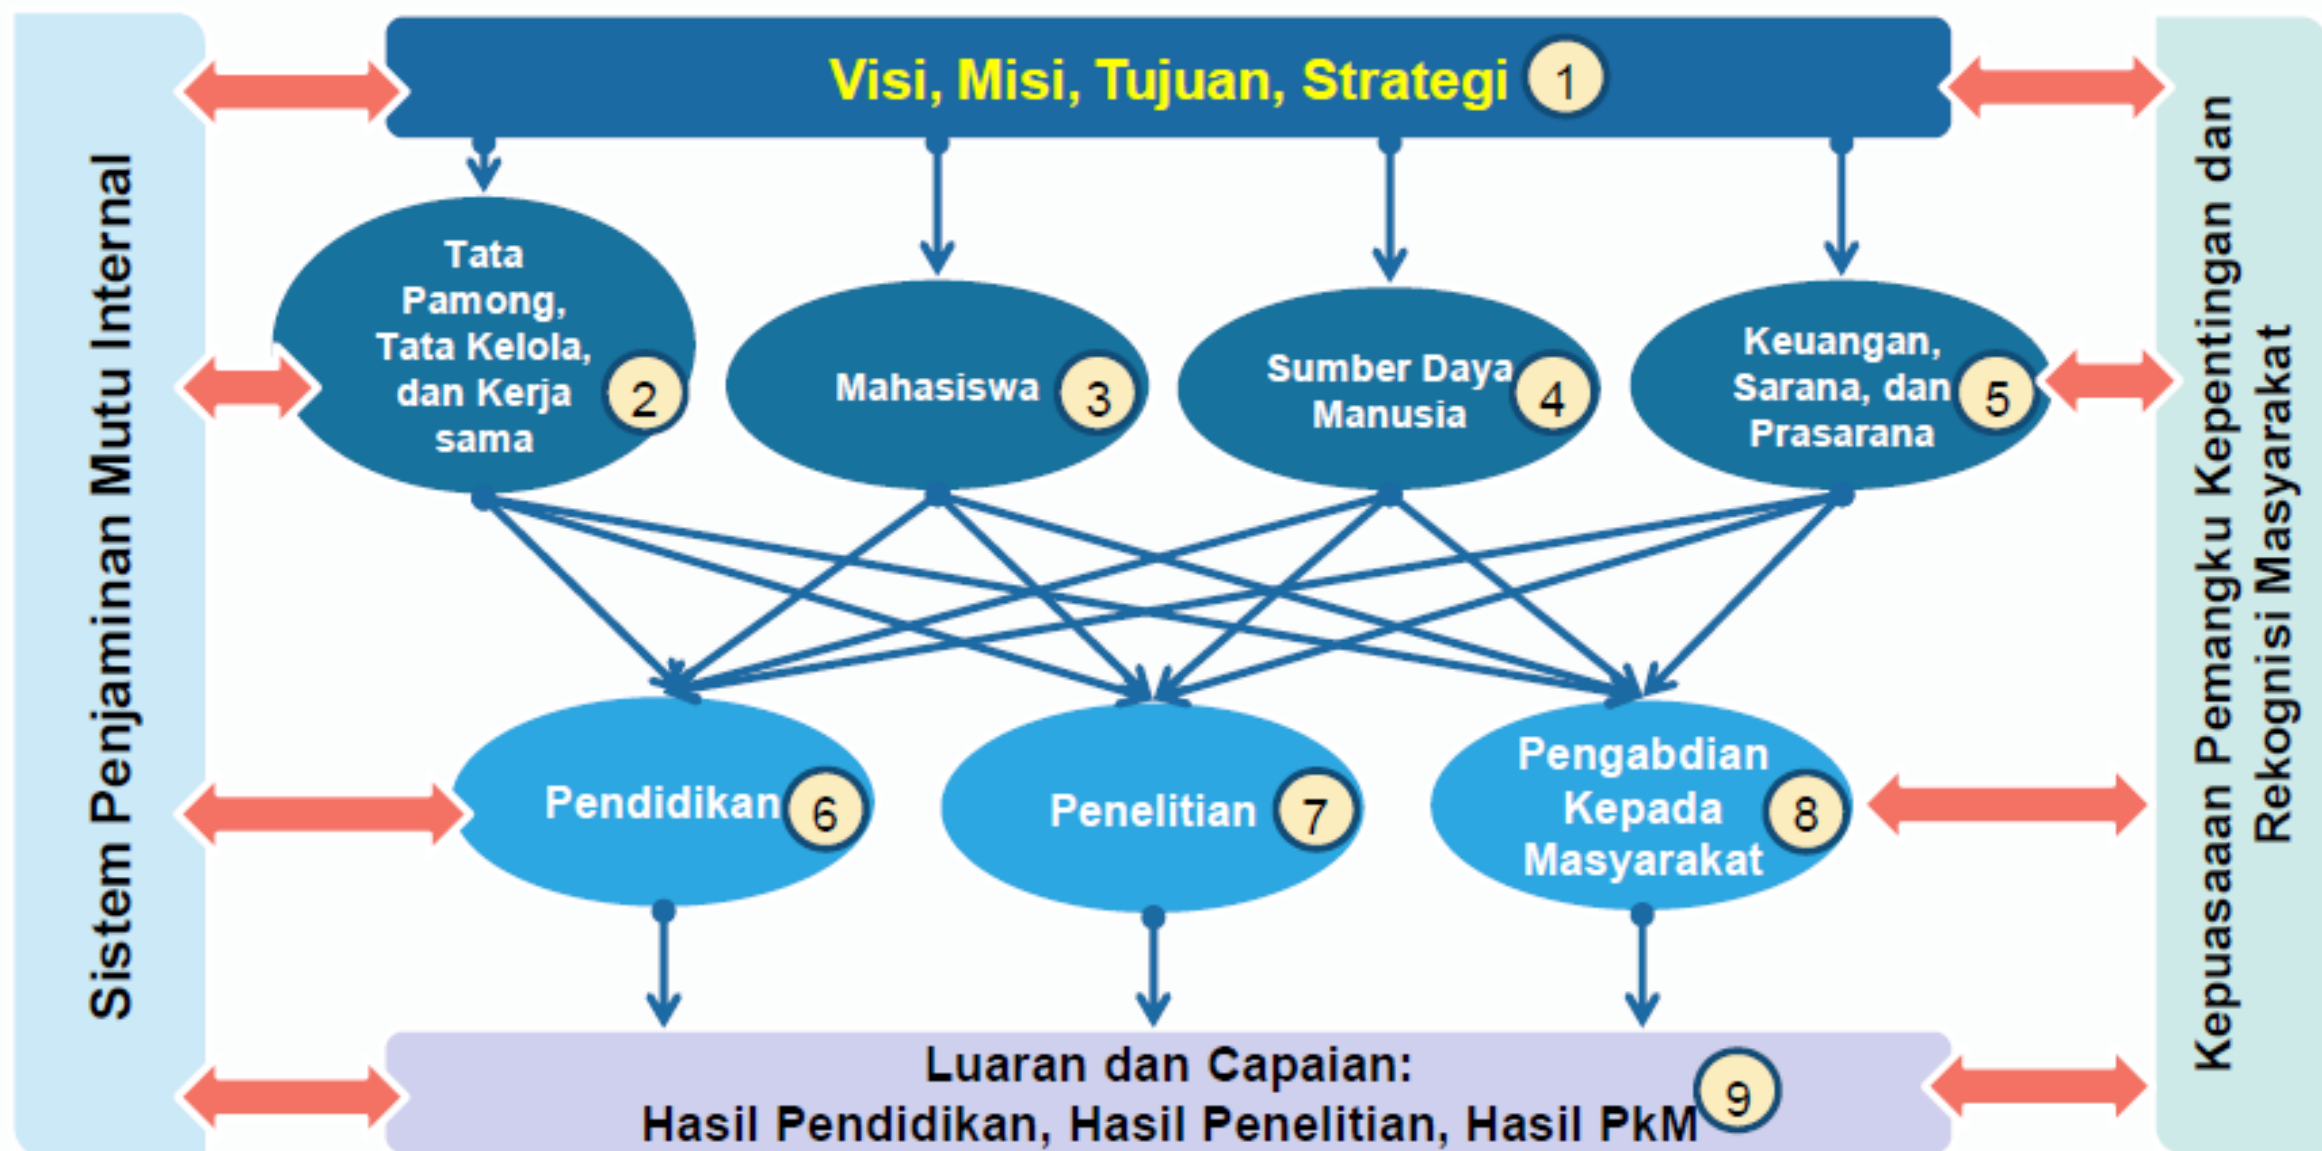 Sistem Penjaminan Mutu Internal
Visi, Misi, Tujuan, Strategi 1
Tata
Pamong,
Tata Kelola,
dan Kerja
sama
2
Mahasiswa 3
Sumber Daya
Manusia
4
Keuangan,
Sarana, dan
Prasarana
5
Pendidikan 6
Penelitian 7
Pengabdian
Kepada
Masyarakat
8
Luaran dan Capaian:
Hasil Pendidikan, Hasil Penelitian, Hasil PkM
9
Kepuasaan Pemangku Kepentingan dan
Rekognisi Masyarakat